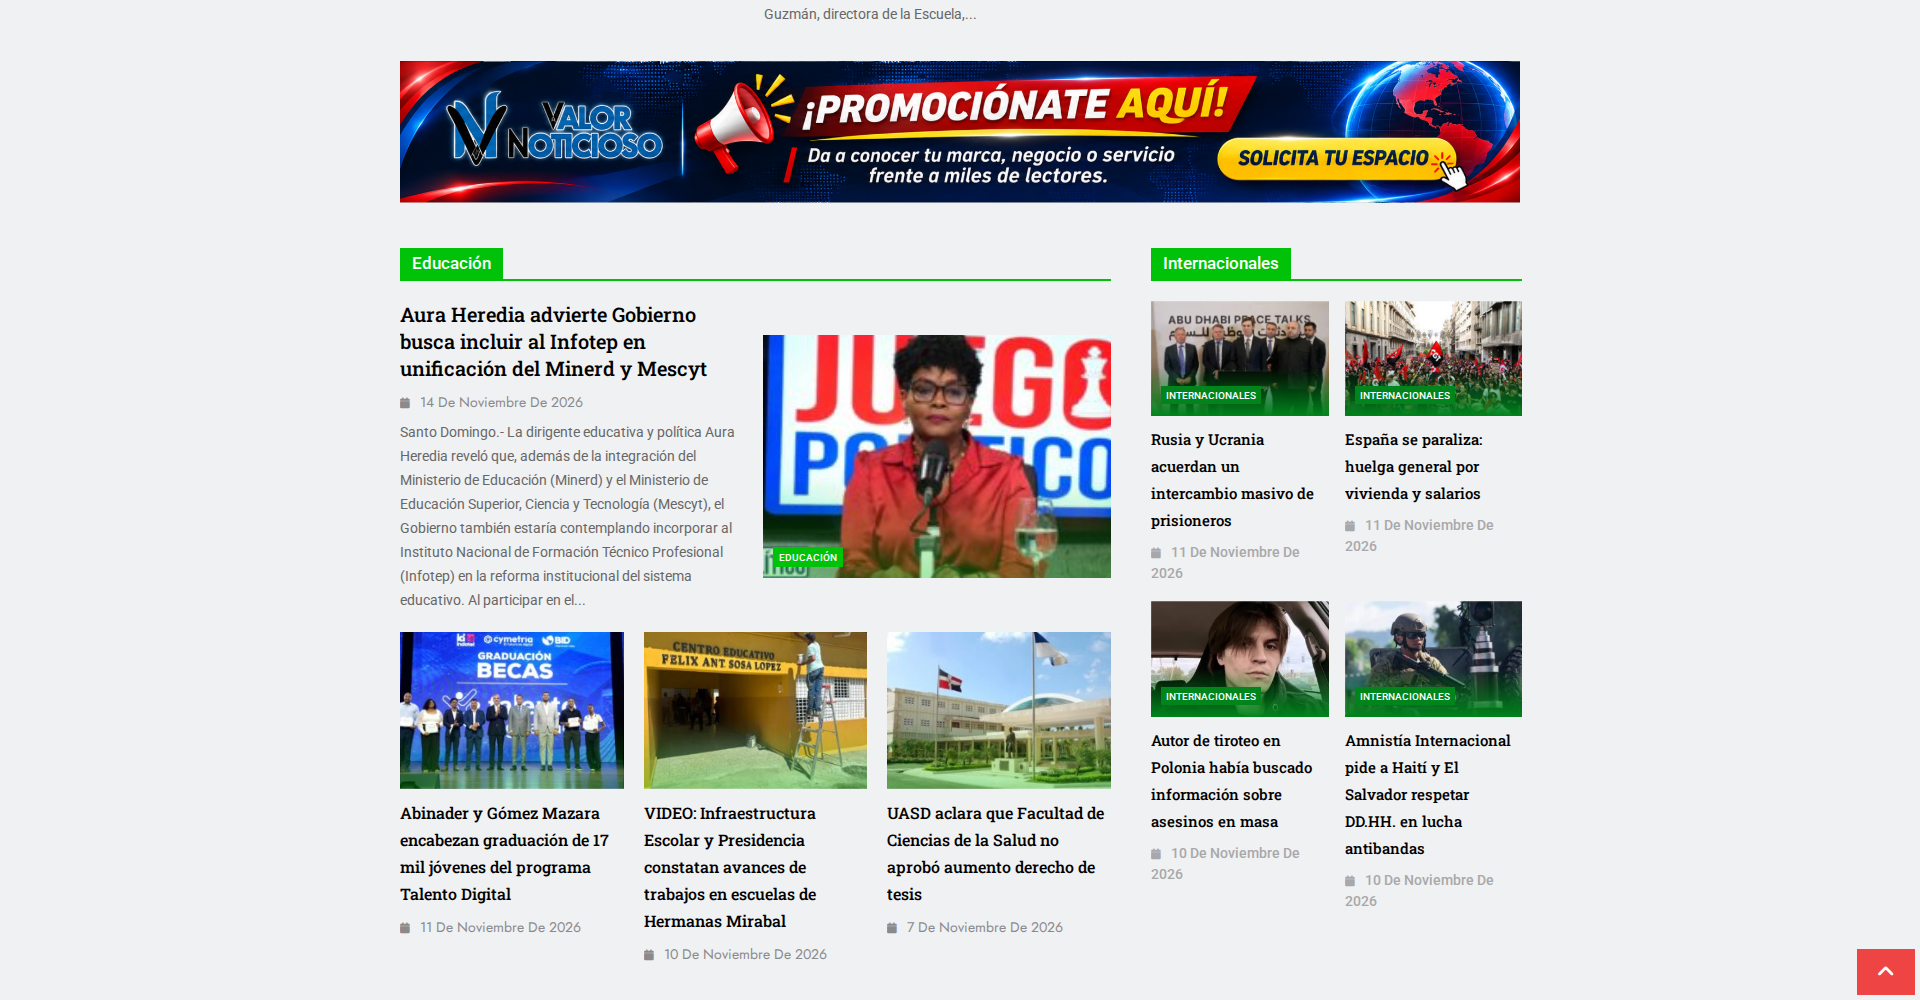 Guzmán, directora de la Escuela,...
VALOR
NOTICIOSO
¡PROMOCIÓNATE AQUÍ!
Da a conocer tu marca, negocio o servicio
frente a miles de lectores.
SOLICITA TU ESPACIO
Educación
Aura Heredia advierte Gobierno
busca incluir al Infotep en
unificación del Minerd y Mescyt
14 De Noviembre De 2026
Santo Domingo.- La dirigente educativa y política Aura
Heredia reveló que, además de la integración del
Ministerio de Educación (Minerd) y el Ministerio de
Educación Superior, Ciencia y Tecnología (Mescyt), el
Gobierno también estaría contemplando incorporar al
Instituto Nacional de Formación Técnico Profesional
(Infotep) en la reforma institucional del sistema
educativo. Al participar en el...
EDUCACIÓN
GRADUACIÓN
BECAS
Abinader y Gómez Mazara
encabezan graduación de 17
mil jóvenes del programa
Talento Digital
11 De Noviembre De 2026
CENTRO EDUCATIVO
FELIX ANT. SOSA LOPEZ
VIDEO: Infraestructura
Escolar y Presidencia
constatan avances de
trabajos en escuelas de
Hermanas Mirabal
10 De Noviembre De 2026
UASD aclara que Facultad de
Ciencias de la Salud no
aprobó aumento derecho de
tesis
7 De Noviembre De 2026
Internacionales
ABU DHABI PEACE TALKS
INTERNACIONALES
Rusia y Ucrania
acuerdan un
intercambio masivo de
prisioneros
11 De Noviembre De
2026
INTERNACIONALES
España se paraliza:
huelga general por
vivienda y salarios
11 De Noviembre De
2026
INTERNACIONALES
Autor de tiroteo en
Polonia había buscado
información sobre
asesinos en masa
10 De Noviembre De
2026
INTERNACIONALES
Amnistía Internacional
pide a Haití y El
Salvador respetar
DD.HH. en lucha
antibandas
10 De Noviembre De
2026